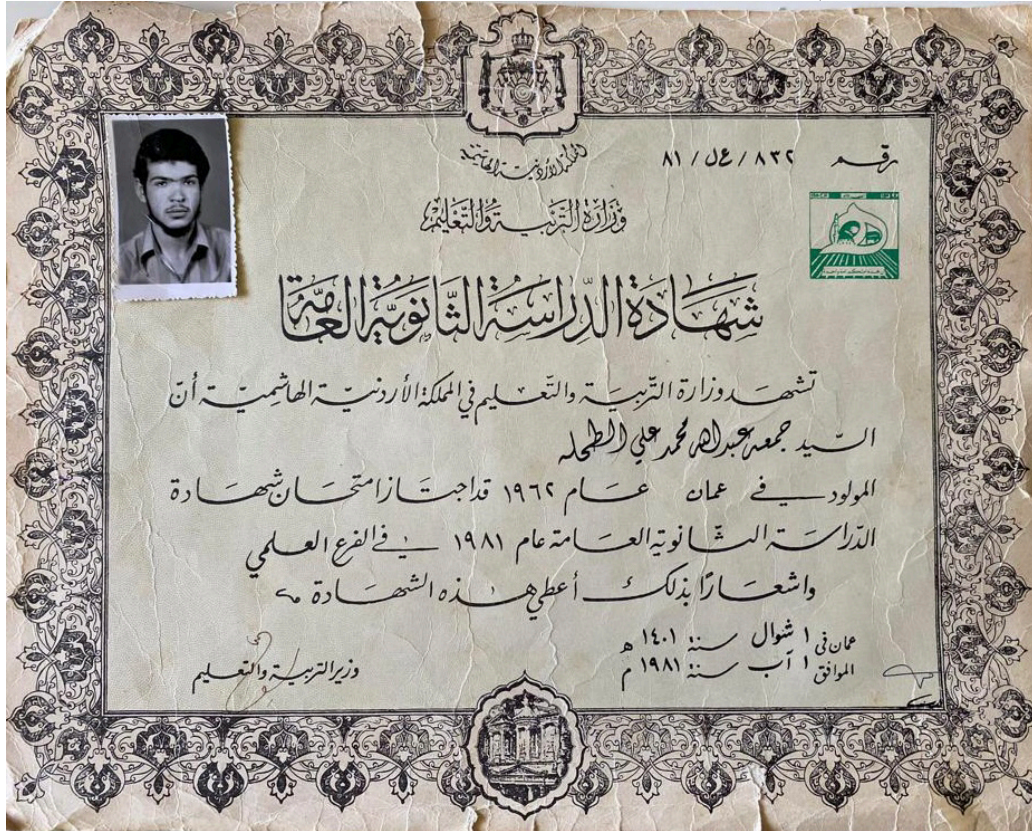 رقم ٨٣٢ / ع ل / ٨١
المملكة الأردنية الهاشمية
وزارة التربية والتعليم
شهادة الدراسة الثانوية العامة
تشهد وزارة التربية والتعليم في المملكة الأردنية الهاشمية أن
السيد جمعه عبدالله محمد علي الطحله
المولود في عمان عام ١٩٦٢ قد اجتاز امتحان شهادة
الدراسة الثانوية العامة عام ١٩٨١ في الفرع العلمي
واشعارًا بذلك أعطي هذه الشهادة
عمان في ١ شوال سنة ١٤٠١ هـ
الموافق ١ آب سنة ١٩٨١ م
وزير التربية والتعليم